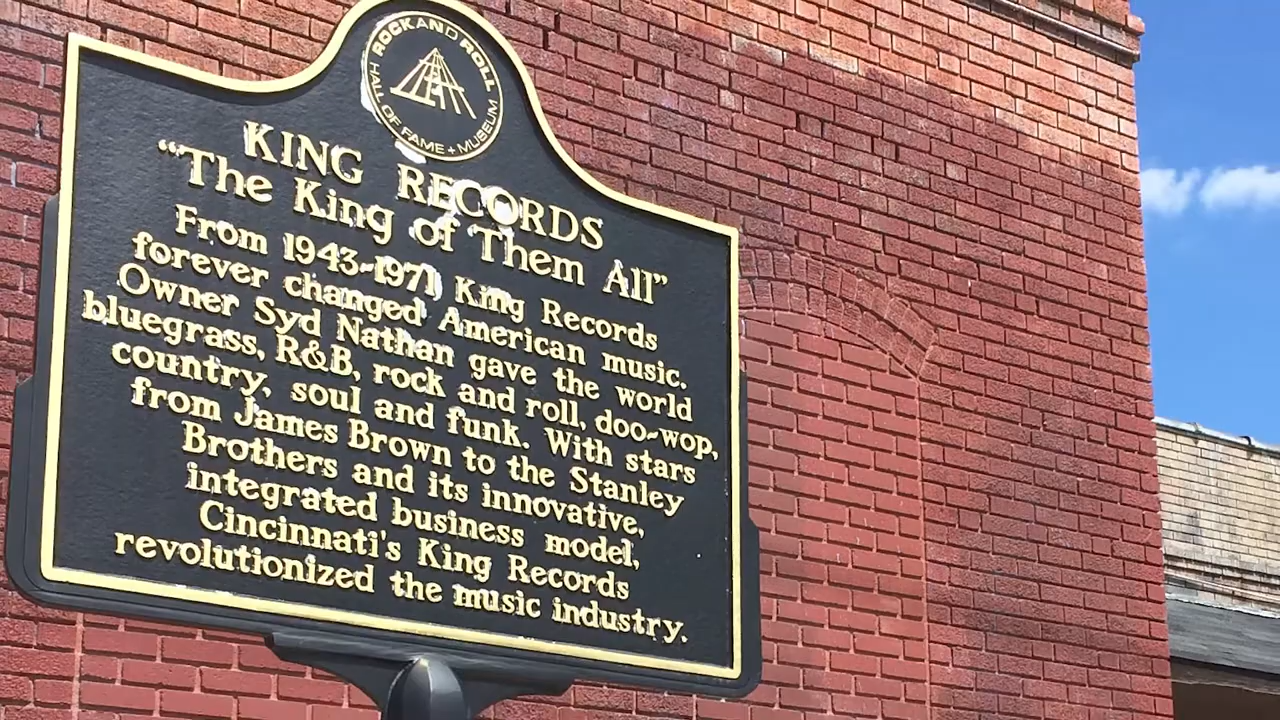 ROCK AND ROLL
HALL OF FAME + MUSEUM
KING RECORDS
“The King of Them All”
From 1943-1971, King Records
forever changed American music.
Owner Syd Nathan gave the world
bluegrass, R&B, rock and roll, doo-wop,
country, soul and funk. With stars
from James Brown to the Stanley
Brothers and its innovative,
integrated business model,
Cincinnati's King Records
revolutionized the music industry.